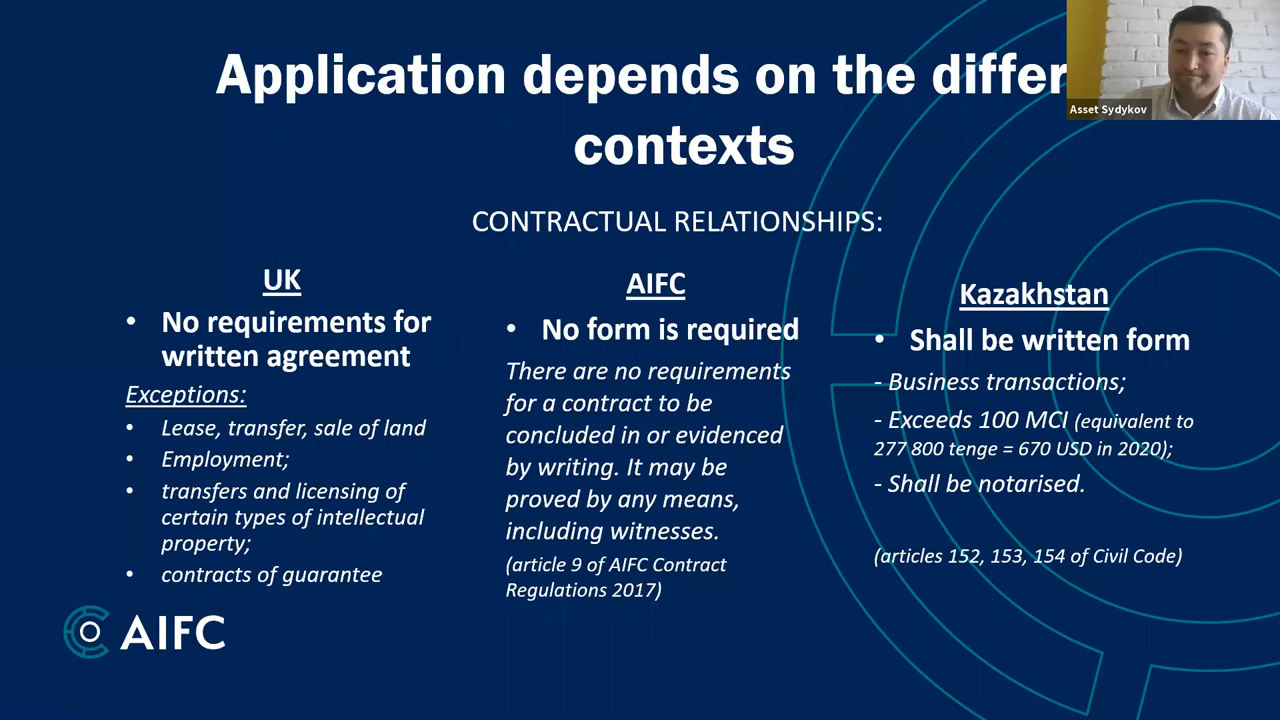 Application depends on the differ
contexts
Asset Sydykov
CONTRACTUAL RELATIONSHIPS:
UK
• No requirements for
written agreement
Exceptions:
• Lease, transfer, sale of land
• Employment;
• transfers and licensing of
certain types of intellectual
property;
• contracts of guarantee
AIFC
• No form is required
There are no requirements
for a contract to be
concluded in or evidenced
by writing. It may be
proved by any means,
including witnesses.
(article 9 of AIFC Contract
Regulations 2017)
Kazakhstan
• Shall be written form
- Business transactions;
- Exceeds 100 MCI (equivalent to
277 800 tenge = 670 USD in 2020);
- Shall be notarised.
(articles 152, 153, 154 of Civil Code)
AIFC